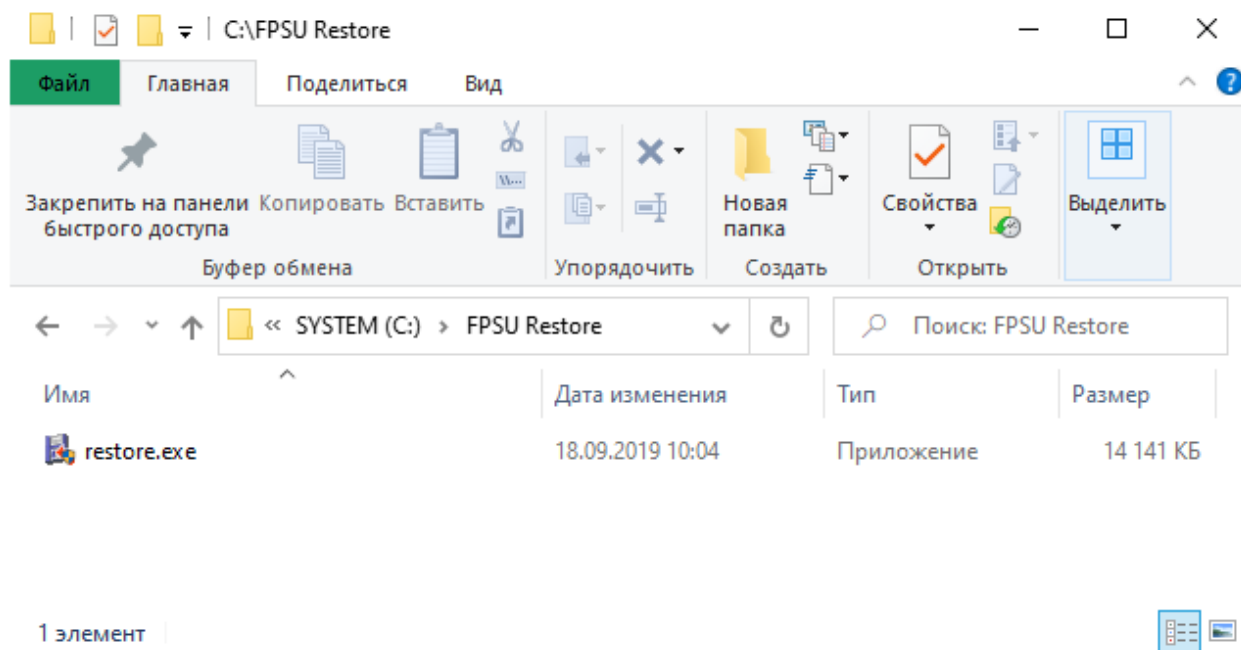 C:\FPSU Restore
Файл Главная Поделиться Вид
Закрепить на панели быстрого доступа
Копировать
Вставить
Буфер обмена
Упорядочить
Новая папка
Создать
Свойства
Открыть
Выделить
« SYSTEM (C:) > FPSU Restore
Поиск: FPSU Restore
Имя Дата изменения Тип Размер
restore.exe 18.09.2019 10:04 Приложение 14 141 КБ
1 элемент